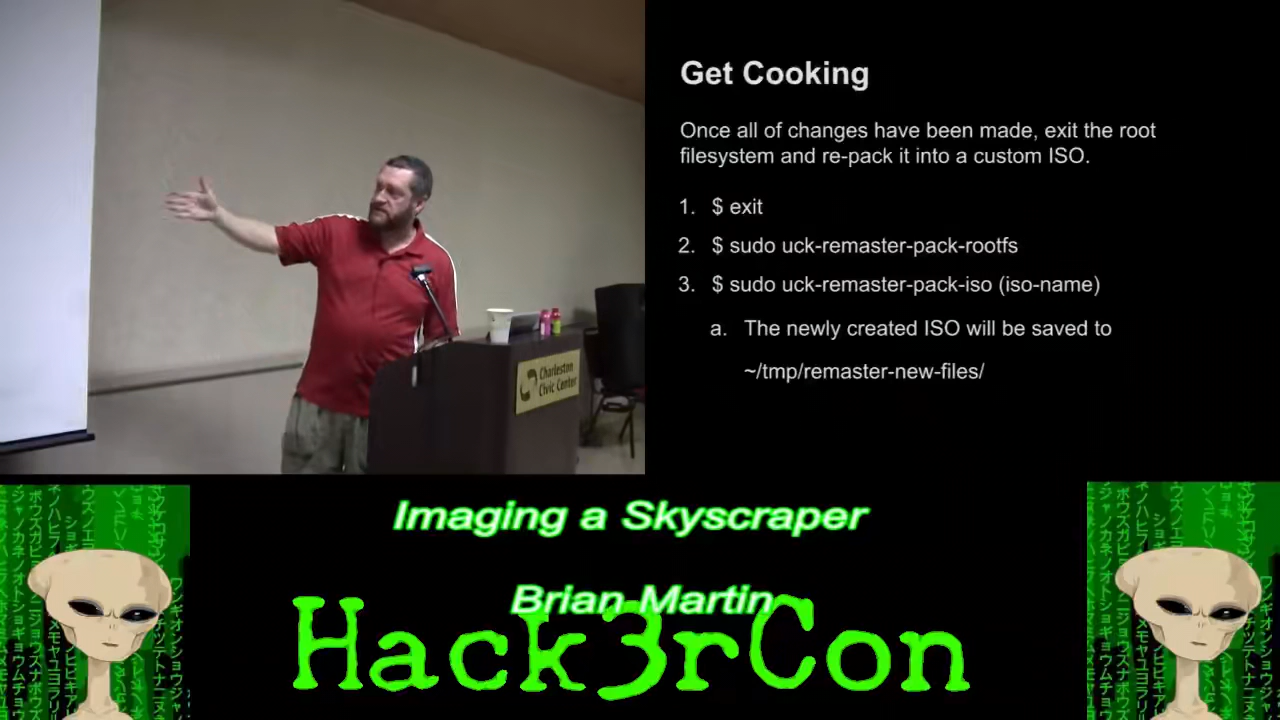 Get Cooking
Once all of changes have been made, exit the root
filesystem and re-pack it into a custom ISO.
1. $ exit
2. $ sudo uck-remaster-pack-rootfs
3. $ sudo uck-remaster-pack-iso (iso-name)
a. The newly created ISO will be saved to
~/tmp/remaster-new-files/
Charleston
Civic Center
Imaging a Skyscraper
Brian Martin
Hack3rCon